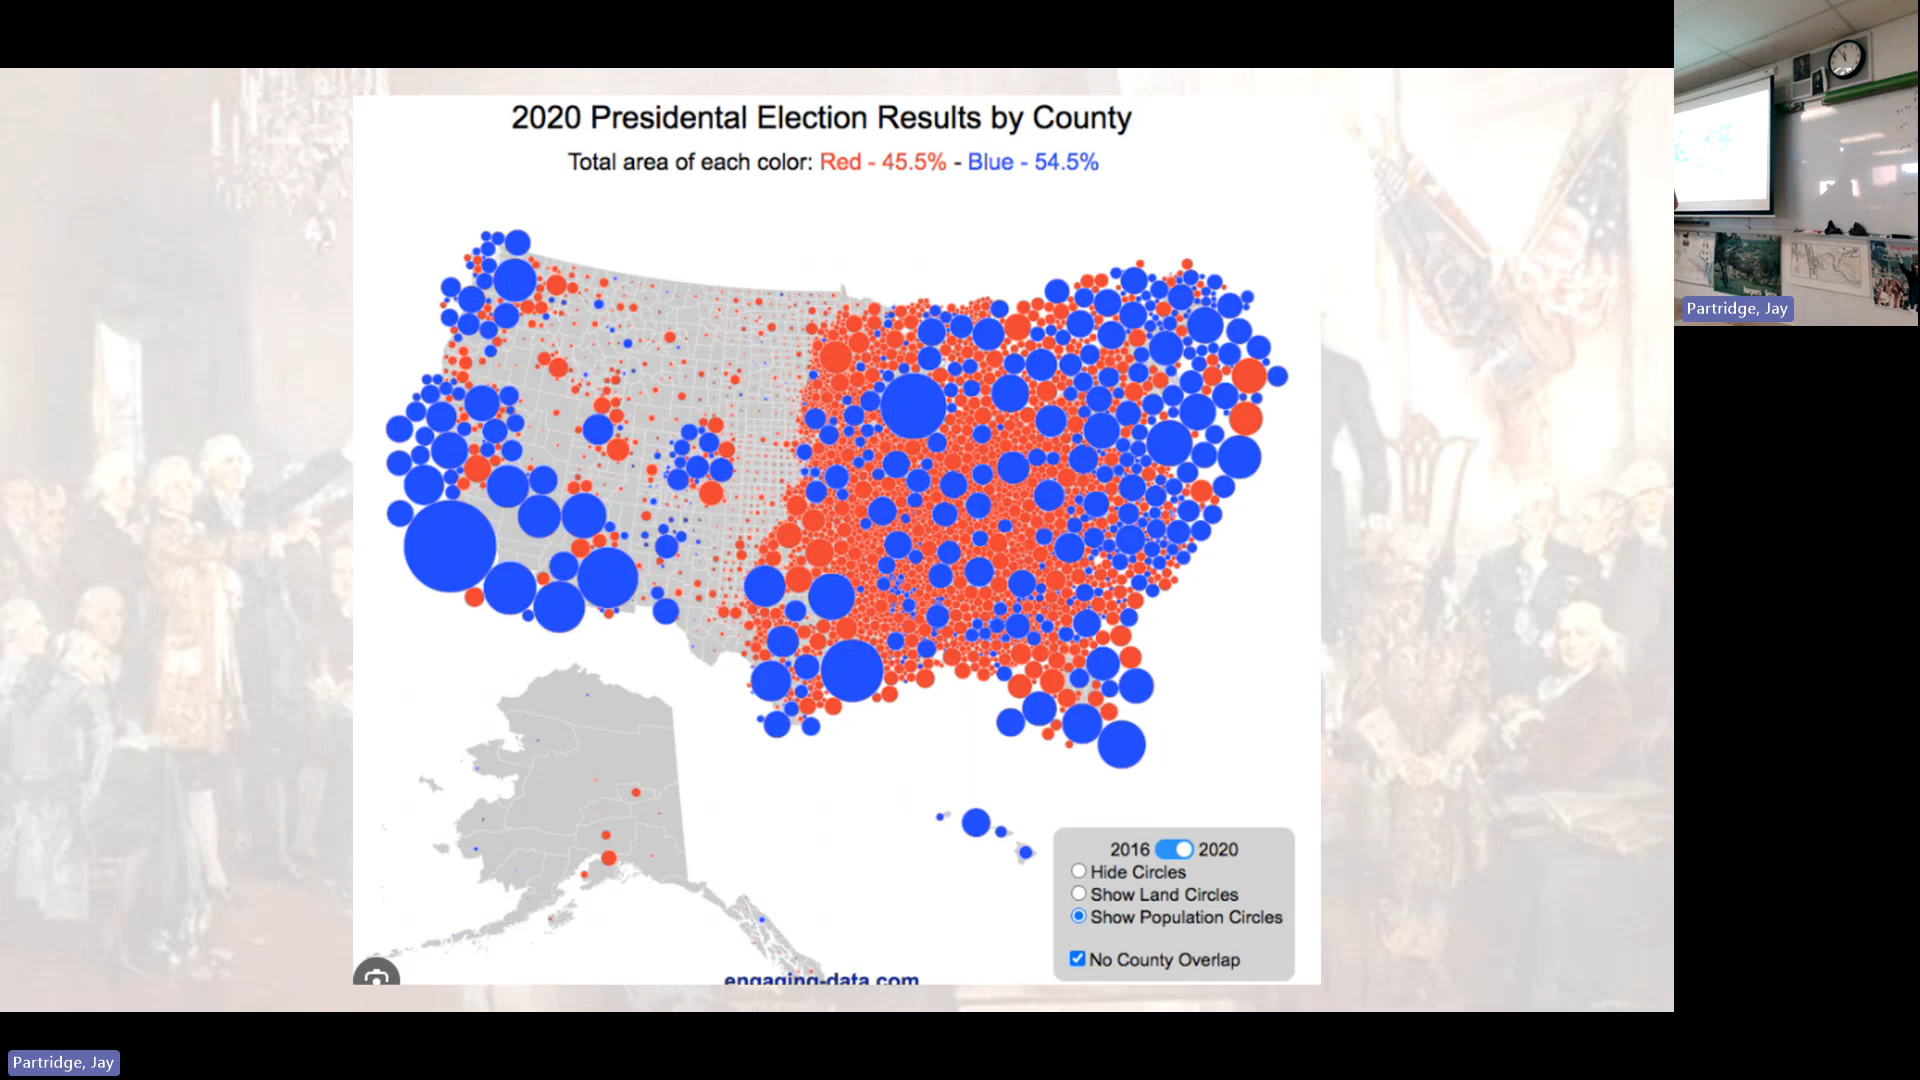 2020 Presidental Election Results by County
Total area of each color: Red - 45.5% - Blue - 54.5%
2016 2020
Hide Circles
Show Land Circles
Show Population Circles
No County Overlap
engaging-data.com
Partridge, Jay
Partridge, Jay